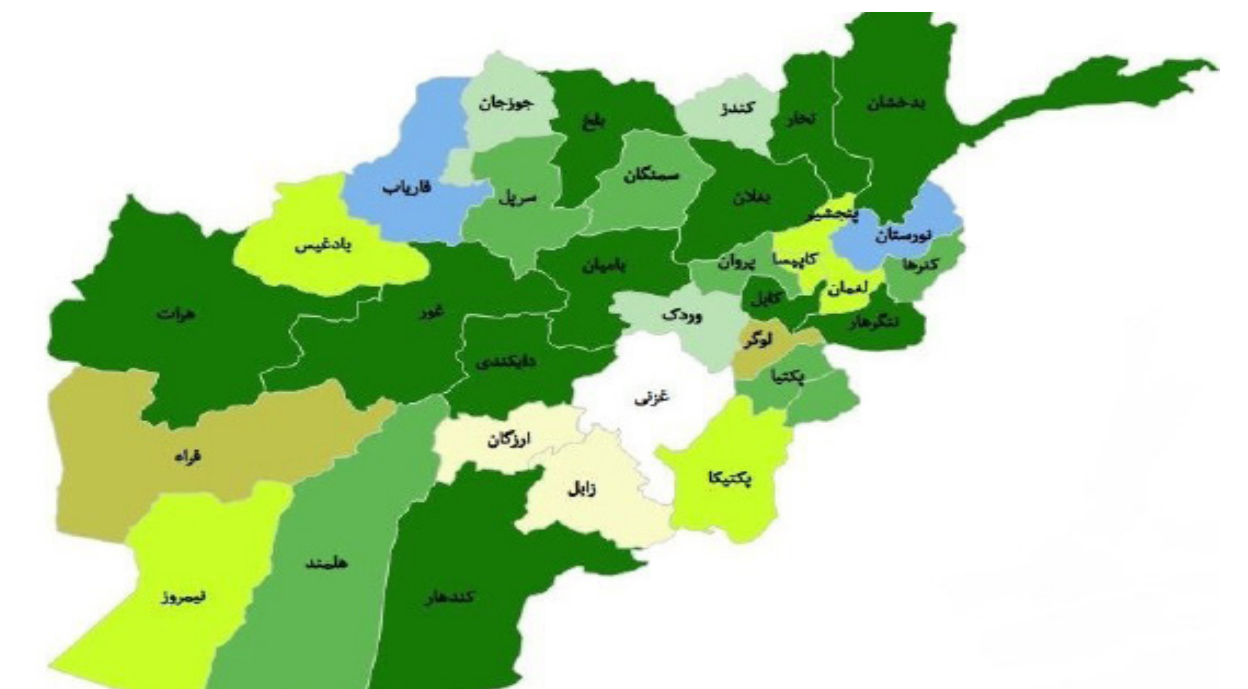 بدخشان
تخار
کندز
بلخ
جوزجان
فاریاب
سرپل
سمنگان
بغلان
پنجشیر
نورستان
کنرها
لغمان
کاپیسا
پروان
بامیان
بادغیس
هرات
غور
دایکندی
وردک
کابل
ننگرهار
لوگر
پکتیا
غزنی
ارزگان
فراه
زابل
پکتیکا
هلمند
نیمروز
کندهار